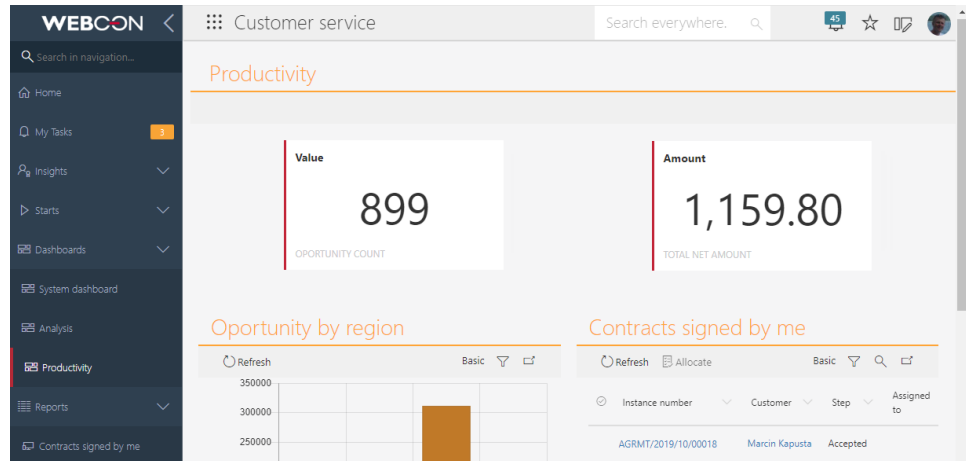 WEBCON
Customer service
Search everywhere.
45
Search in navigation...
Home
My Tasks
3
Insights
Starts
Dashboards
System dashboard
Analysis
Productivity
Reports
Contracts signed by me
Productivity
Value
899
OPORTUNITY COUNT
Amount
1,159.80
TOTAL NET AMOUNT
Oportunity by region
Refresh
Basic
350000
300000
250000
Contracts signed by me
Refresh Allocate Basic
Instance number Customer Step Assigned
to
AGRMT/2019/10/00018 Marcin Kapusta Accepted